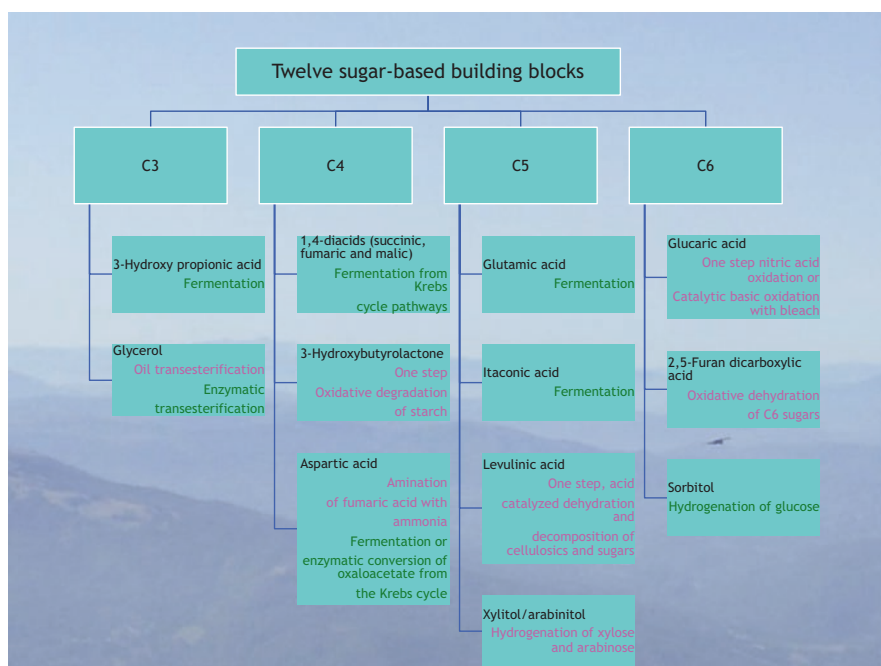 Twelve sugar-based building blocks
C3
C4
C5
C6
3-Hydroxy propionic acid
Fermentation
Glycerol
Oil transesterification
Enzymatic
transesterification
1,4-diacids (succinic,
fumaric and malic)
Fermentation from Krebs
cycle pathways
3-Hydroxybutyrolactone
One step
Oxidative degradation
of starch
Aspartic acid
Amination
of fumaric acid with
ammonia
Fermentation or
enzymatic conversion of
oxaloacetate from
the Krebs cycle
Glutamic acid
Fermentation
Itaconic acid
Fermentation
Levulinic acid
One step, acid
catalyzed dehydration and
decomposition of
cellulosics and sugars
Xylitol/arabinitol
Hydrogenation of xylose
and arabinose
Glucaric acid
One step nitric acid
oxidation or
Catalytic basic oxidation
with bleach
2,5-Furan dicarboxylic
acid
Oxidative dehydration
of C6 sugars
Sorbitol
Hydrogenation of glucose